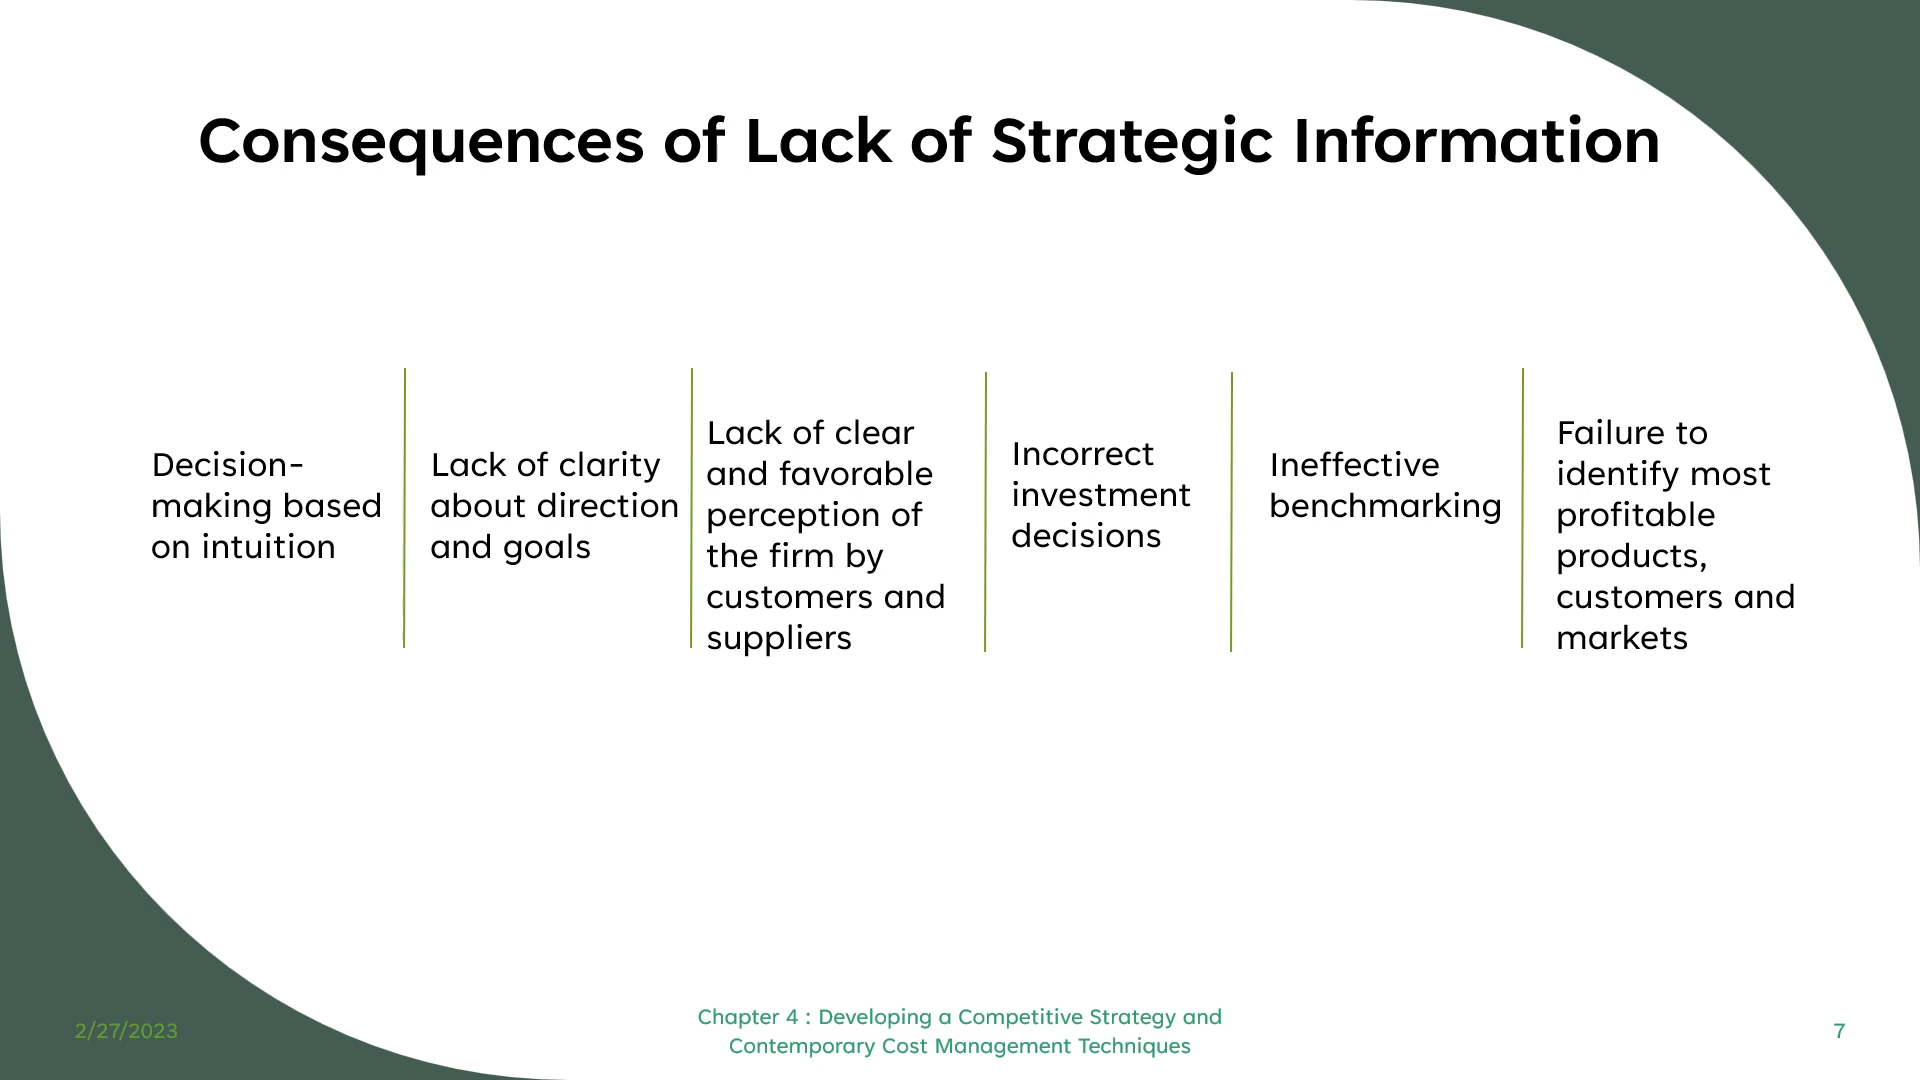 Consequences of Lack of Strategic Information
Decision-
making based
on intuition
Lack of clarity
about direction
and goals
Lack of clear
and favorable
perception of
the firm by
customers and
suppliers
Incorrect
investment
decisions
Ineffective
benchmarking
Failure to
identify most
profitable
products,
customers and
markets
2/27/2023
Chapter 4 : Developing a Competitive Strategy and
Contemporary Cost Management Techniques
7